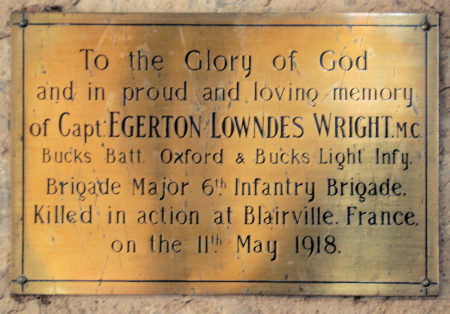 To the Glory of God
and in proud and loving memory
of Capt. EGERTON LOWNDES WRIGHT. M.C.
Bucks Batt. Oxford & Bucks Light Infy.
Brigade Major 6th Infantry Brigade.
Killed in action at Blairville. France.
on the 11th May 1918.